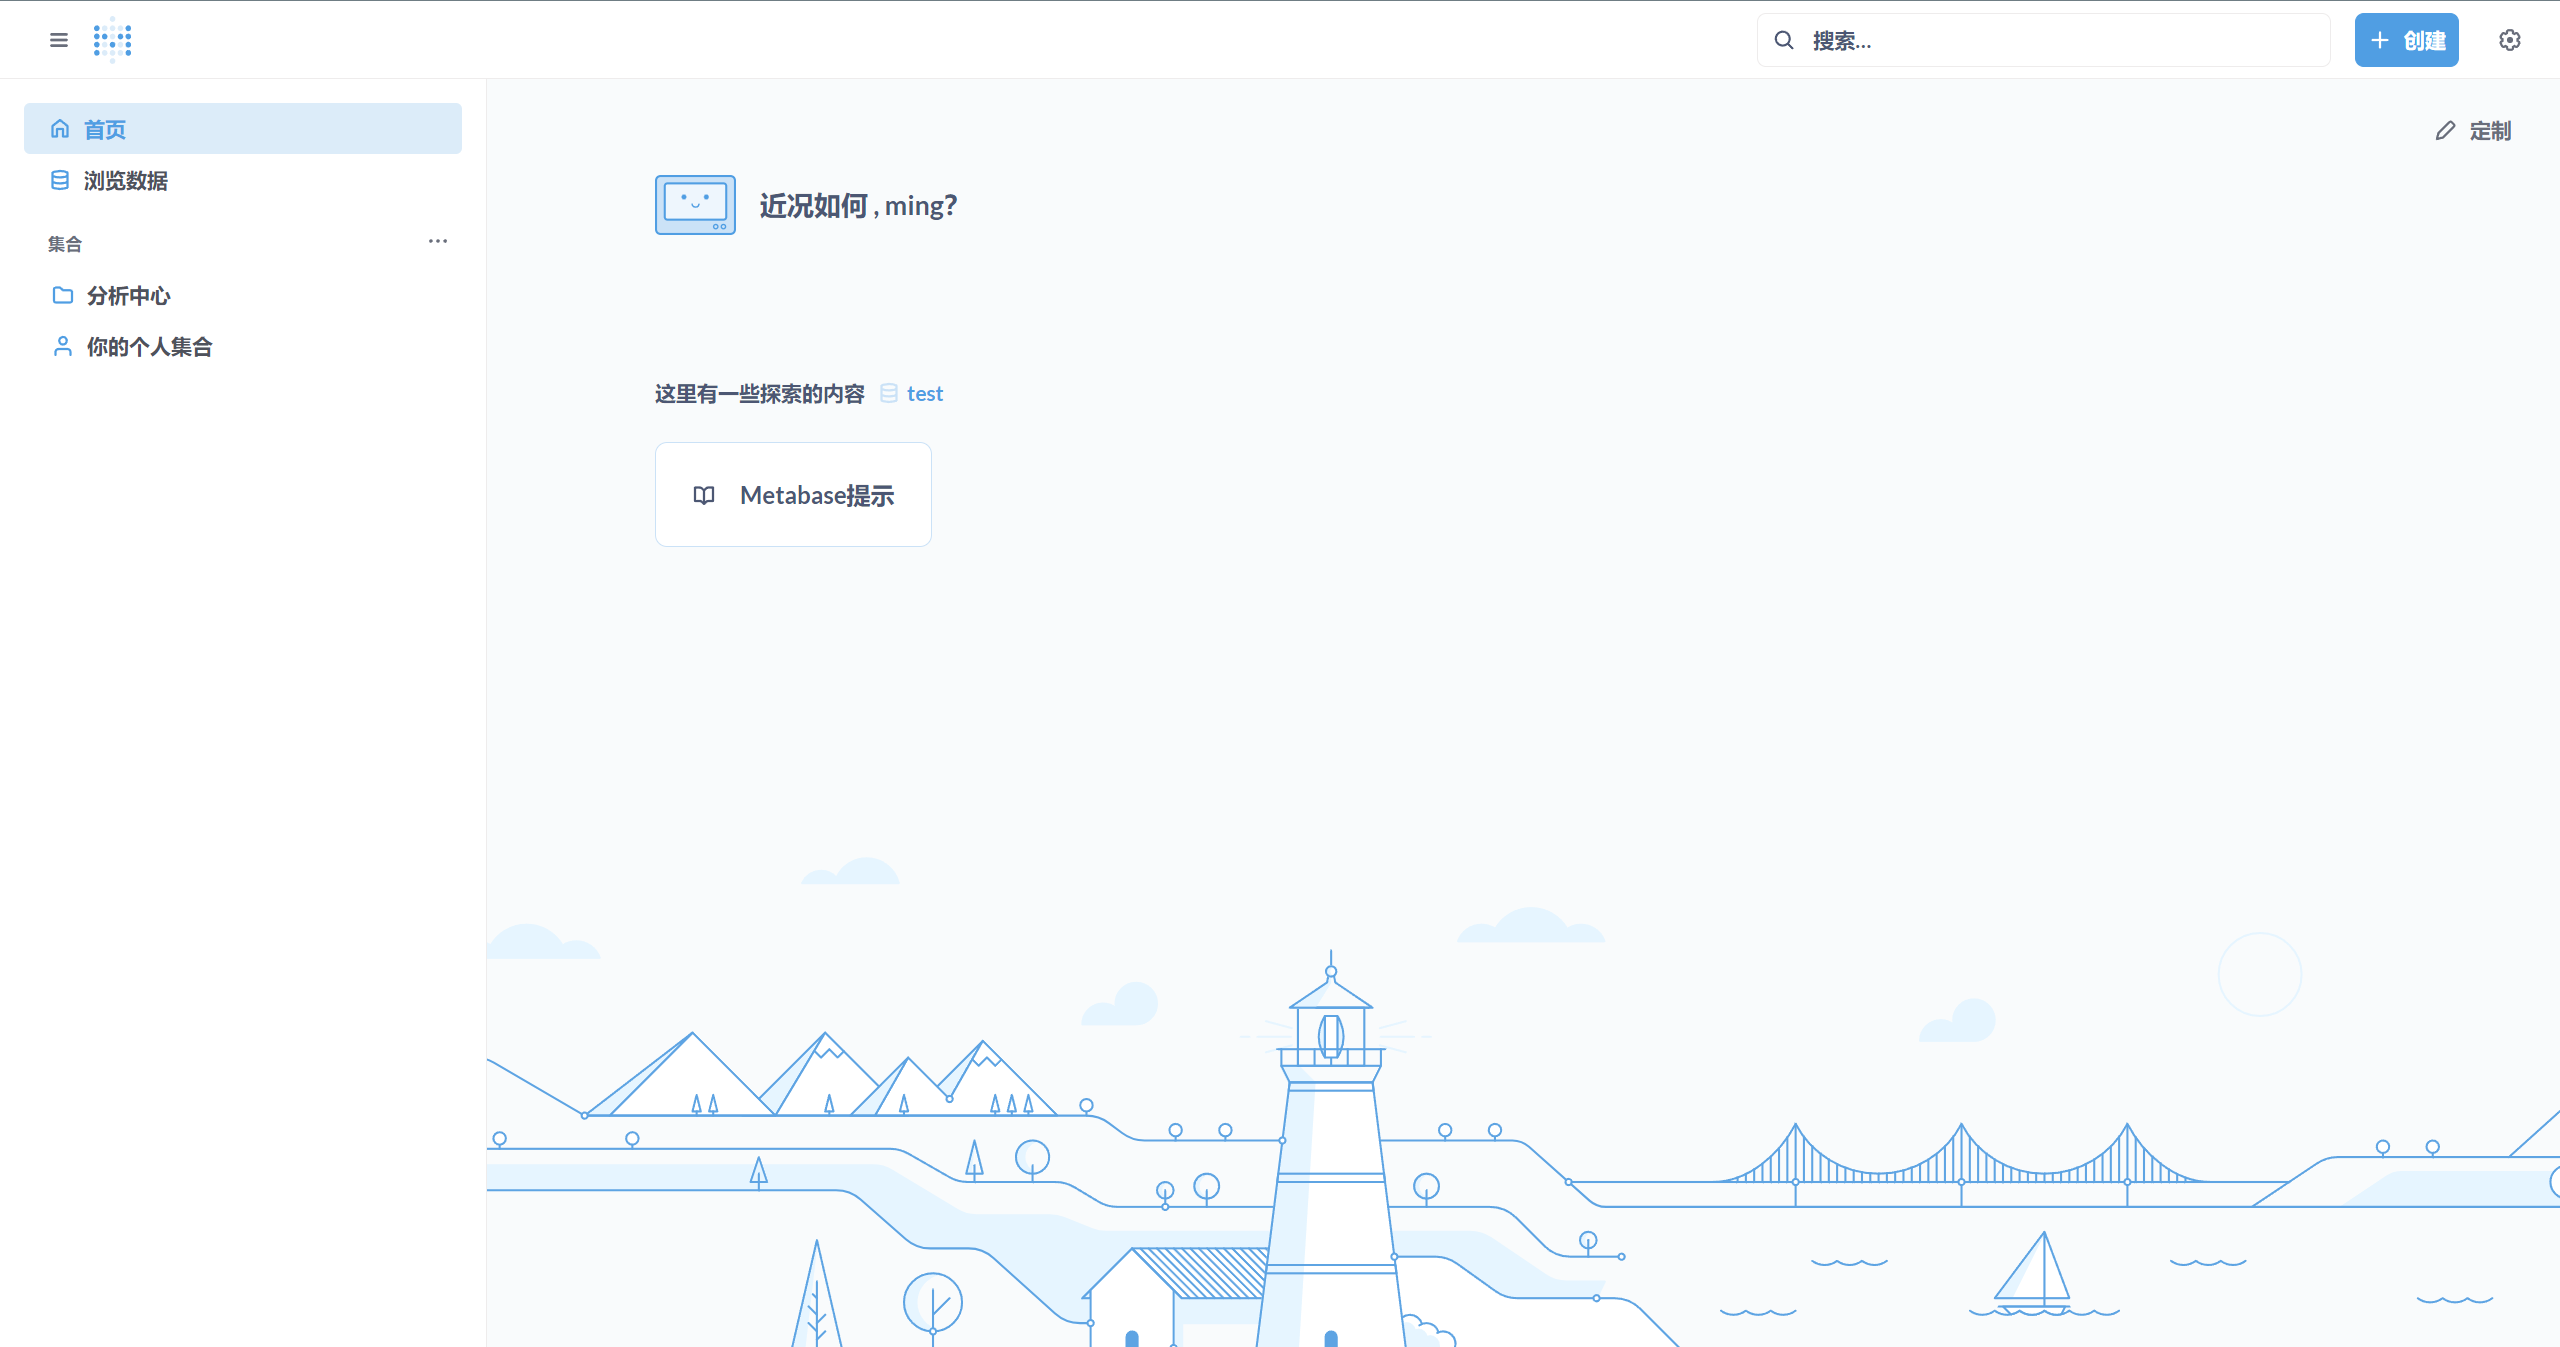 搜索...
创建
首页
浏览数据
集合
分析中心
你的个人集合
定制
近况如何 , ming?
这里有一些探索的内容 test
Metabase提示